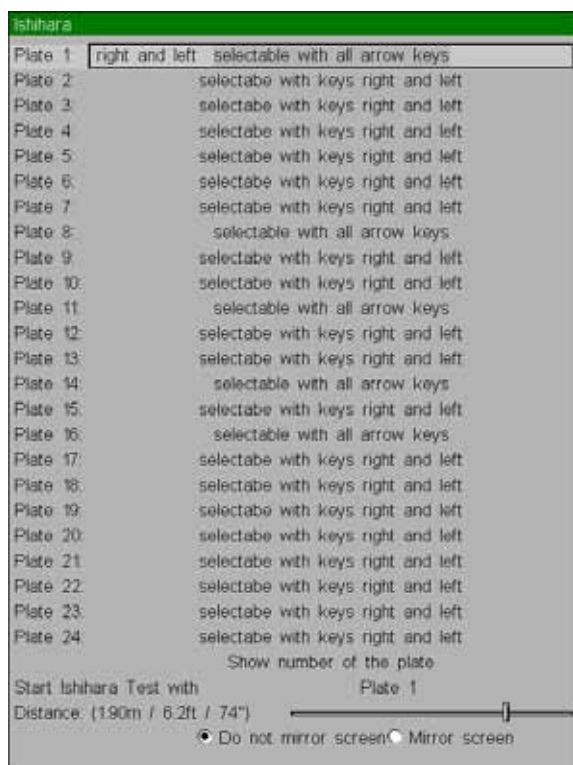 Ishihara
Plate 1: right and left selectable with all arrow keys
Plate 2: selectabe with keys right and left
Plate 3: selectabe with keys right and left
Plate 4: selectabe with keys right and left
Plate 5: selectabe with keys right and left
Plate 6: selectabe with keys right and left
Plate 7: selectabe with keys right and left
Plate 8: selectable with all arrow keys
Plate 9: selectabe with keys right and left
Plate 10: selectabe with keys right and left
Plate 11: selectable with all arrow keys
Plate 12: selectabe with keys right and left
Plate 13: selectabe with keys right and left
Plate 14: selectable with all arrow keys
Plate 15: selectabe with keys right and left
Plate 16: selectable with all arrow keys
Plate 17: selectabe with keys right and left
Plate 18: selectabe with keys right and left
Plate 19: selectabe with keys right and left
Plate 20: selectabe with keys right and left
Plate 21: selectabe with keys right and left
Plate 22: selectabe with keys right and left
Plate 23: selectabe with keys right and left
Plate 24: selectabe with keys right and left
Show number of the plate
Start Ishihara Test with Plate 1
Distance: (1.90m / 6.2ft / 74")
Do not mirror screen Mirror screen